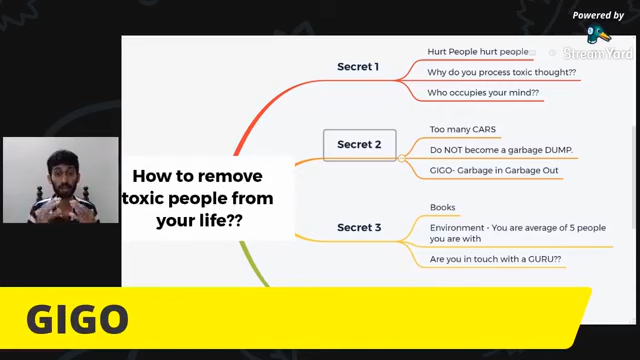 Powered by
StreamYard
Hurt People hurt people
Secret 1
Why do you process toxic thought??
Who occupies your mind??
Too many CARS
Secret 2
Do NOT become a garbage DUMP.
GIGO- Garbage in Garbage Out
How to remove
toxic people from
your life??
Books
Secret 3
Environment - You are average of 5 people
you are with
Are you in touch with a GURU??
GIGO